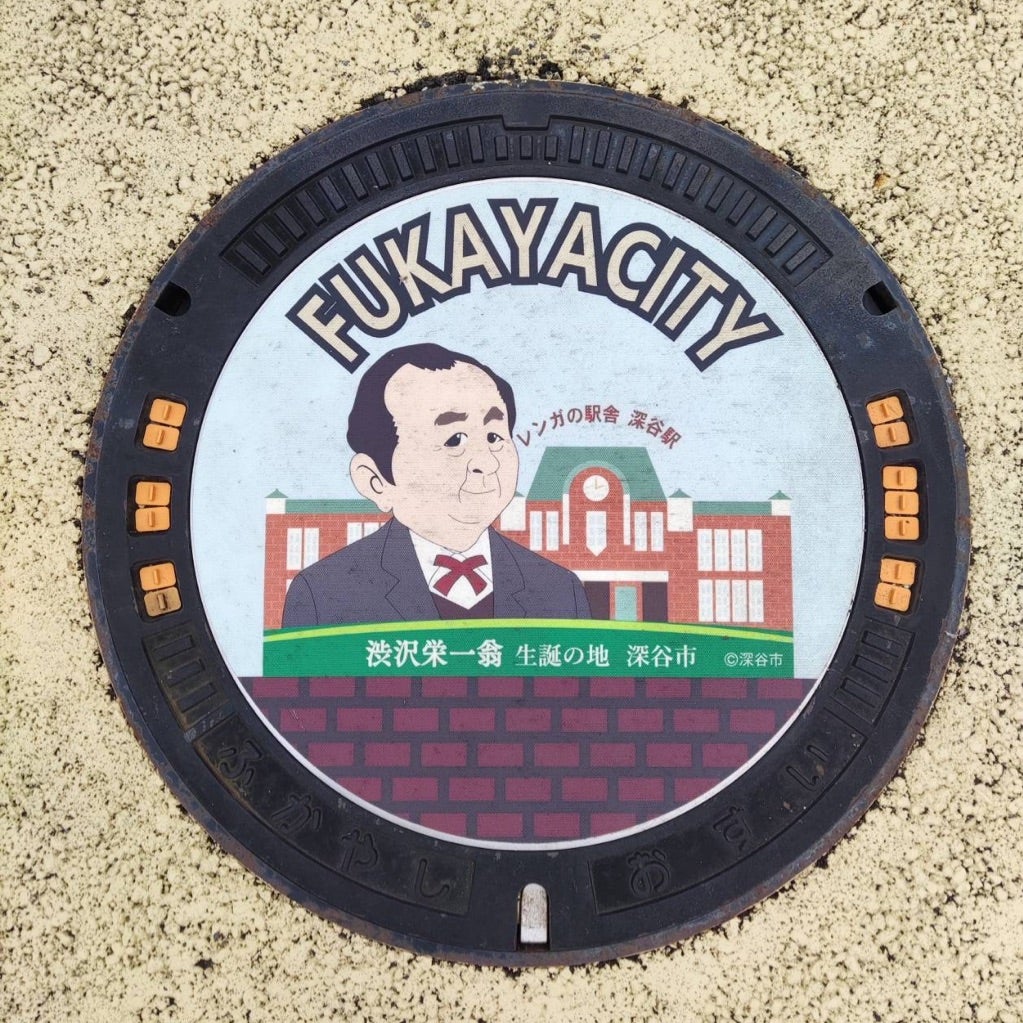 FUKAYACITY
レンガの駅舎 深谷駅
渋沢栄一翁 生誕の地 深谷市
©深谷市
ふかやし
おすい